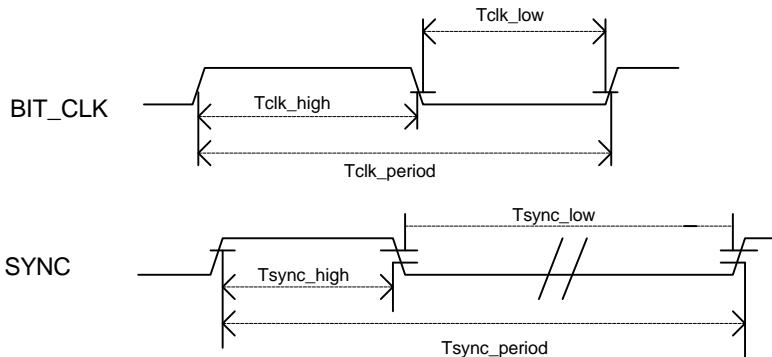 Tclk_low
BIT_CLK
Tclk_high
Tclk_period
Tsync_low
SYNC
Tsync_high
Tsync_period